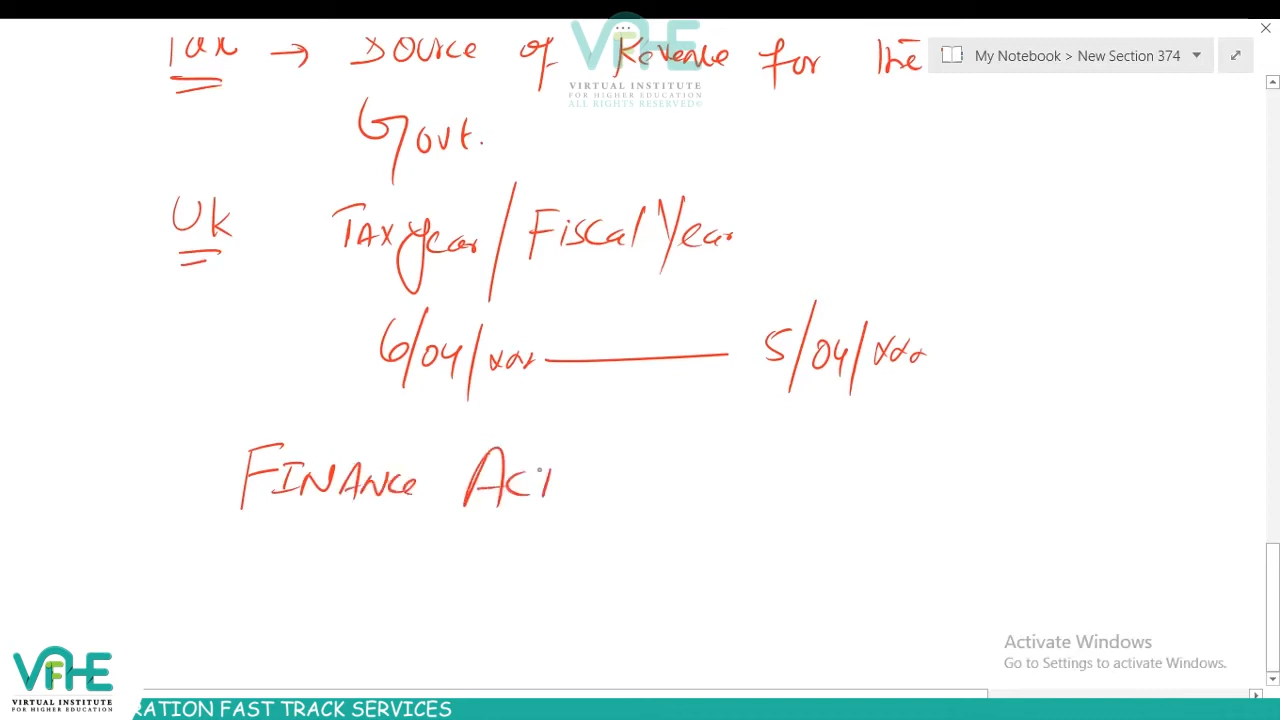 Tax → Source of Revenue for the
My Notebook > New Section 374
VIRTUAL INSTITUTE
FOR HIGHER EDUCATION
ALL RIGHTS RESERVED®
Govt.
UK Tax year / Fiscal Year
6/04/xxx — 5/04/xxx
FINANCE ACT
Activate Windows
Go to Settings to activate Windows.
VFHE
VIRTUAL INSTITUTE
FOR HIGHER EDUCATION
RATION FAST TRACK SERVICES